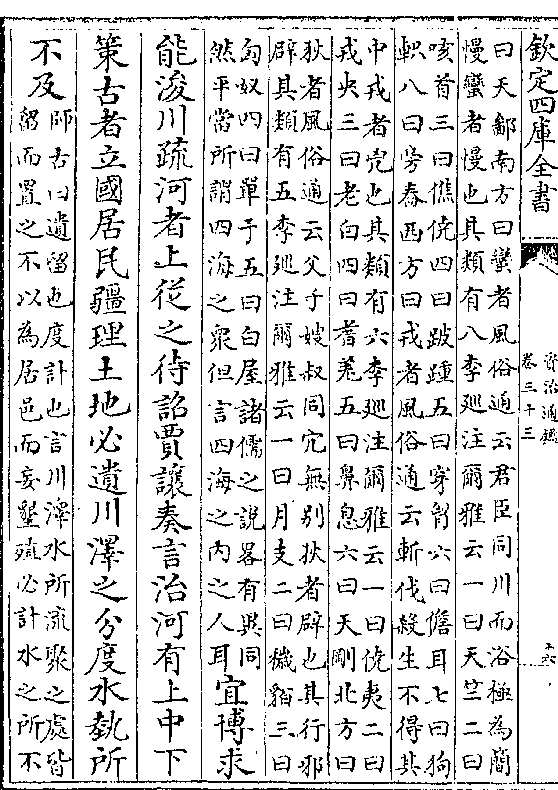 欽定四庫全書
資治通鑑
卷三十三
十六
曰天鄙南方曰蠻者風俗通云君臣同川而浴極為簡
慢蠻者慢也其類有八李廵注爾雅云一曰天竺二曰
咳首三曰僬僥四曰跛踵五曰穿胷六曰儋耳七曰狗
軹八曰旁舂西方曰戎者風俗通云斬伐殺生不得其
中戎者兇也其類有六李廵注爾雅云一曰僥夷二曰
戎央三曰老白四曰耆羌五曰鼻息六曰天剛北方曰
狄者風俗通云父子嫂叔同穴無别狄者辟也其行邪
辟其類有五李廵注爾雅云一曰月支二曰穢貊三曰
匈奴四曰單于五曰白屋諸儒之說畧有異同
然平當所謂四海之衆但言四海之内之人耳
宜博求
能浚川疏河者上從之待詔賈讓奏言治河有上中下
策古者立國居民疆理土地必遺川澤之分度水埶所
不及
師古曰遺留也度計也言川澤水所流聚之處皆
留而置之不以為居邑而妄墾殖必計水之所不